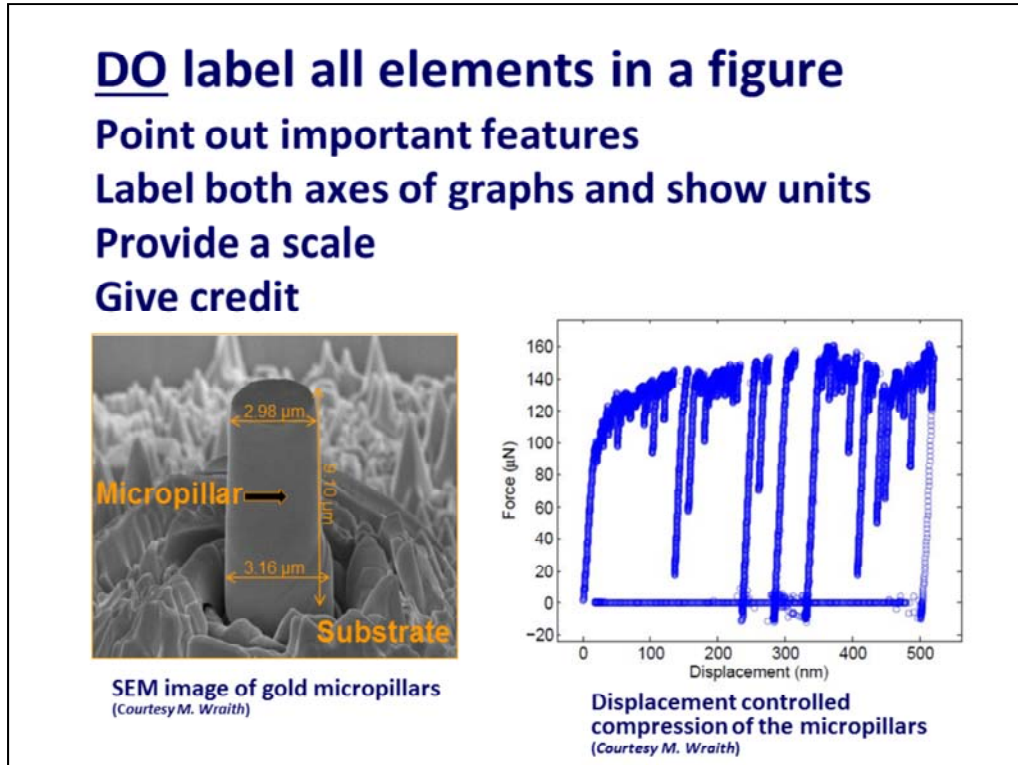 DO label all elements in a figure
Point out important features
Label both axes of graphs and show units
Provide a scale
Give credit
2.98 µm
9.10 µm
Micropillar
3.16 µm
Substrate
SEM image of gold micropillars
(Courtesy M. Wraith)
160
140
120
100
80
60
40
20
0
−20
Force (µN)
0 100 200 300 400 500
Displacement (nm)
Displacement controlled
compression of the micropillars
(Courtesy M. Wraith)